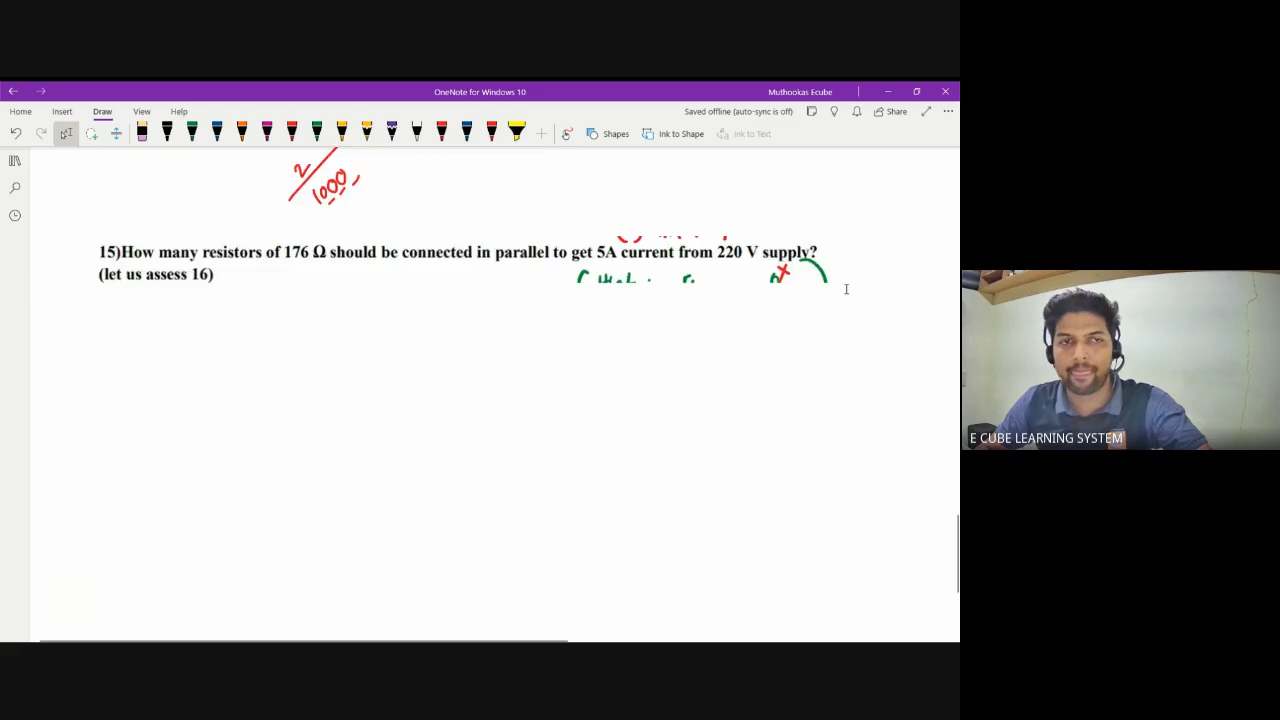 OneNote for Windows 10
Muthookas Ecube
Home Insert Draw View Help
Saved offline (auto-sync is off)
Share
Shapes
Ink to Shape
Ink to Text
2
1000
15)How many resistors of 176 Ω should be connected in parallel to get 5A current from 220 V supply?
(let us assess 16)
E CUBE LEARNING SYSTEM